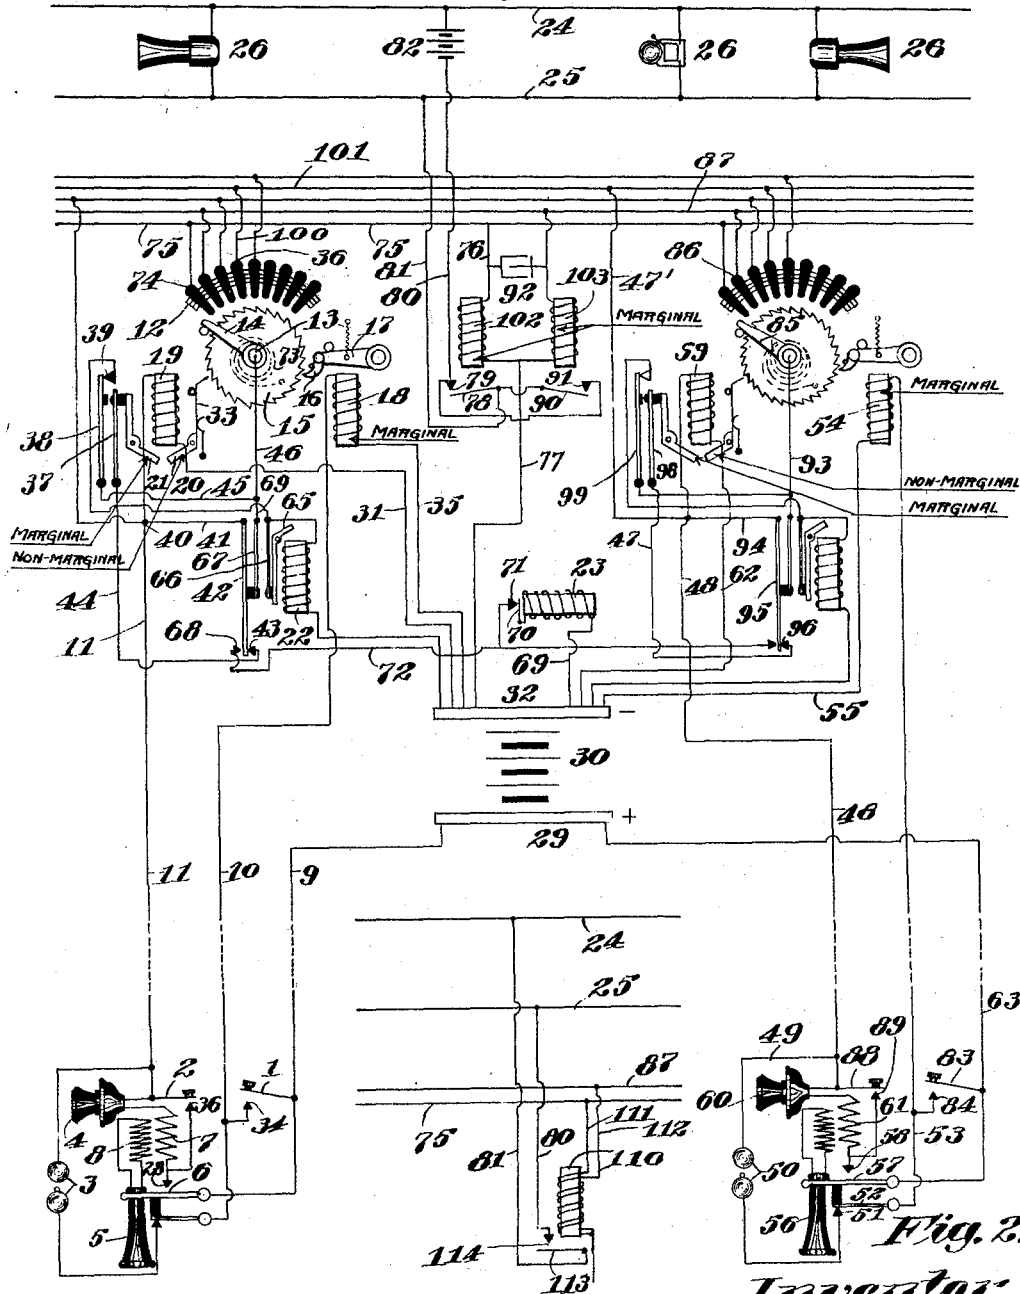 24
26 82 26 26
25
101 87
75 100 75 76 81 47' 86
74 36 80 92 103
12 14 13 17 102 MARGINAL 85
39 19 73 59
16 79 91 MARGINAL
38 33 15 18 78 90 54
37 21 20 46 MARGINAL 99 98 93
45 69 65 77 NON-MARGINAL
MARGINAL 40 41 31 35 MARGINAL
NON-MARGINAL 66 67 47 94
44 42 71 23 48 62 95
11 68 43 22 70 96
72 69
32 − 55
30
+
29 48
11 10 9
24
25 63
49 89
2 1 87 88 83
4 36 34 75 60 61 84
8 7 111 112 58 53
3 28 6 81 80 110 50 57
5 56 52 51
114 Fig. 2.
113 Inventor